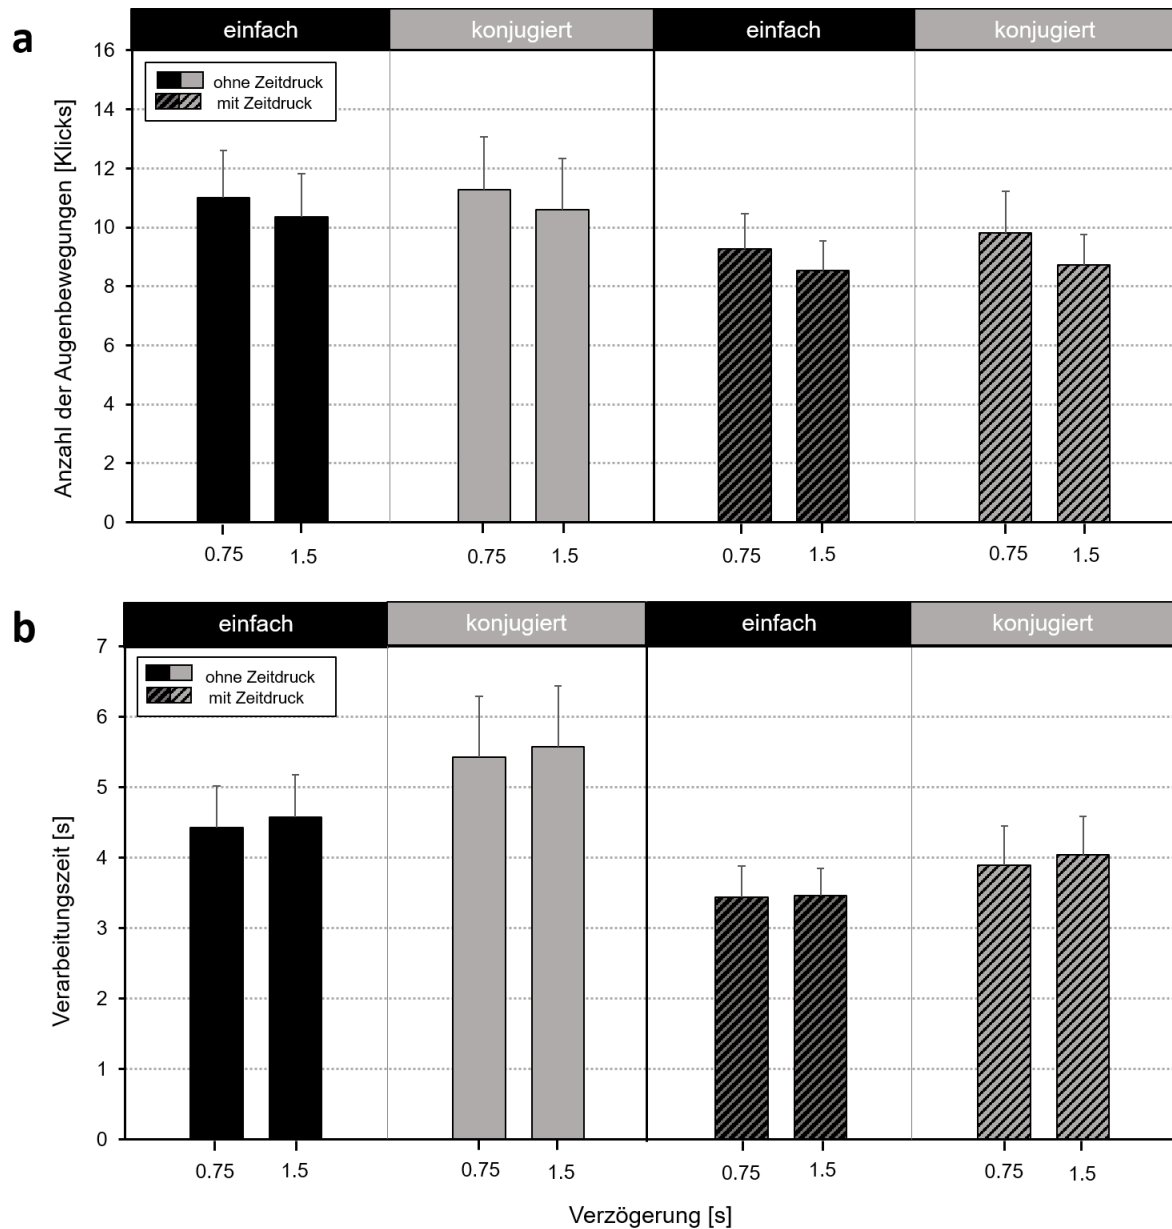 a
einfach konjugiert einfach konjugiert
ohne Zeitdruck
mit Zeitdruck
Anzahl der Augenbewegungen [Klicks]
16
14
12
10
8
6
4
2
0
0.75 1.5 0.75 1.5 0.75 1.5 0.75 1.5
b
einfach konjugiert einfach konjugiert
ohne Zeitdruck
mit Zeitdruck
Verarbeitungszeit [s]
7
6
5
4
3
2
1
0
0.75 1.5 0.75 1.5 0.75 1.5 0.75 1.5
Verzögerung [s]